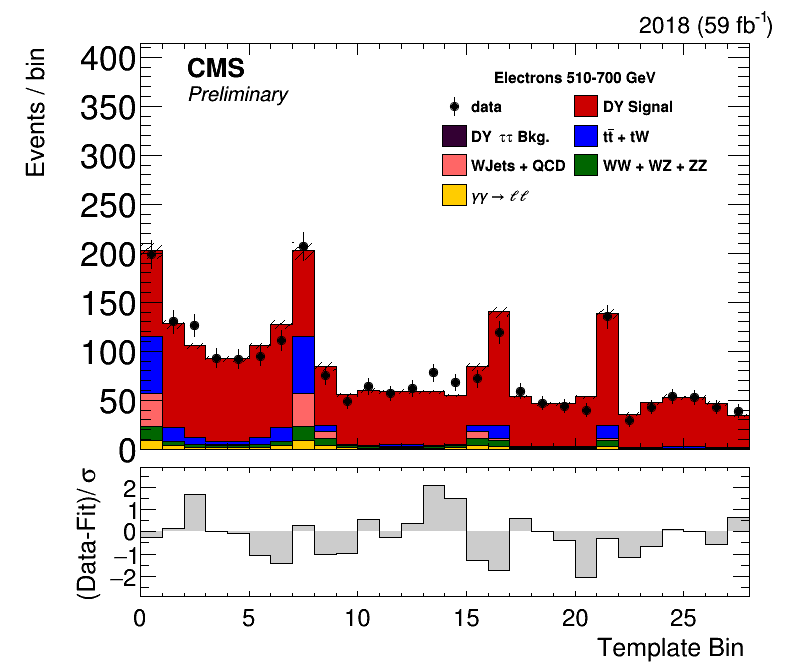 2018 (59 fb⁻¹)
CMS
Preliminary
Electrons 510-700 GeV
data
DY Signal
DY ττ Bkg.
tt̄ + tW
WJets + QCD
WW + WZ + ZZ
γγ → ℓℓ
Events / bin
400
350
300
250
200
150
100
50
0
(Data-Fit)/ σ
2
1
0
−1
−2
0 5 10 15 20 25
Template Bin